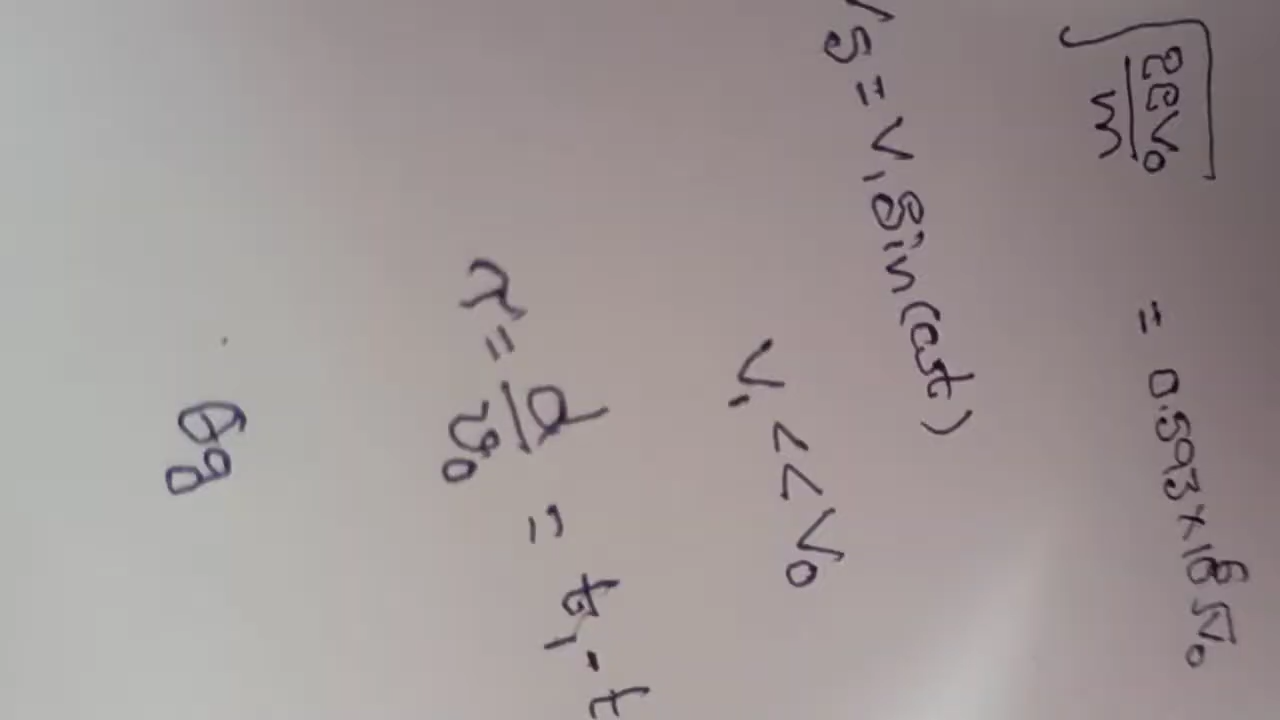 √(2eV₀/m) = 0.593×10⁶ √V₀
Vs = V₁ sin(ωt)
V₁ << V₀
τ = d/v₀ = t₁ - t
θg